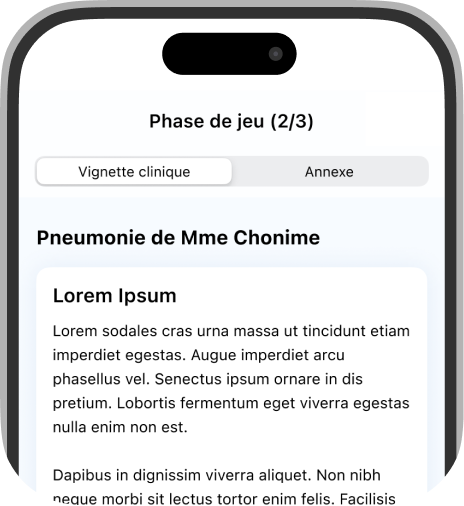 Phase de jeu (2/3)
Vignette clinique
Annexe
Pneumonie de Mme Chonime
Lorem Ipsum
Lorem sodales cras urna massa ut tincidunt etiam
imperdiet egestas. Augue imperdiet arcu
phasellus vel. Senectus ipsum ornare in dis
pretium. Lobortis fermentum eget viverra egestas
nulla enim non est.
Dapibus in dignissim viverra aliquet. Non nibh
neque morbi sit lectus tortor enim felis. Facilisis